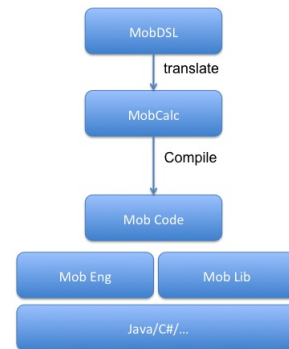 MobDSL
translate
MobCalc
Compile
Mob Code
Mob Eng
Mob Lib
Java/C#/...